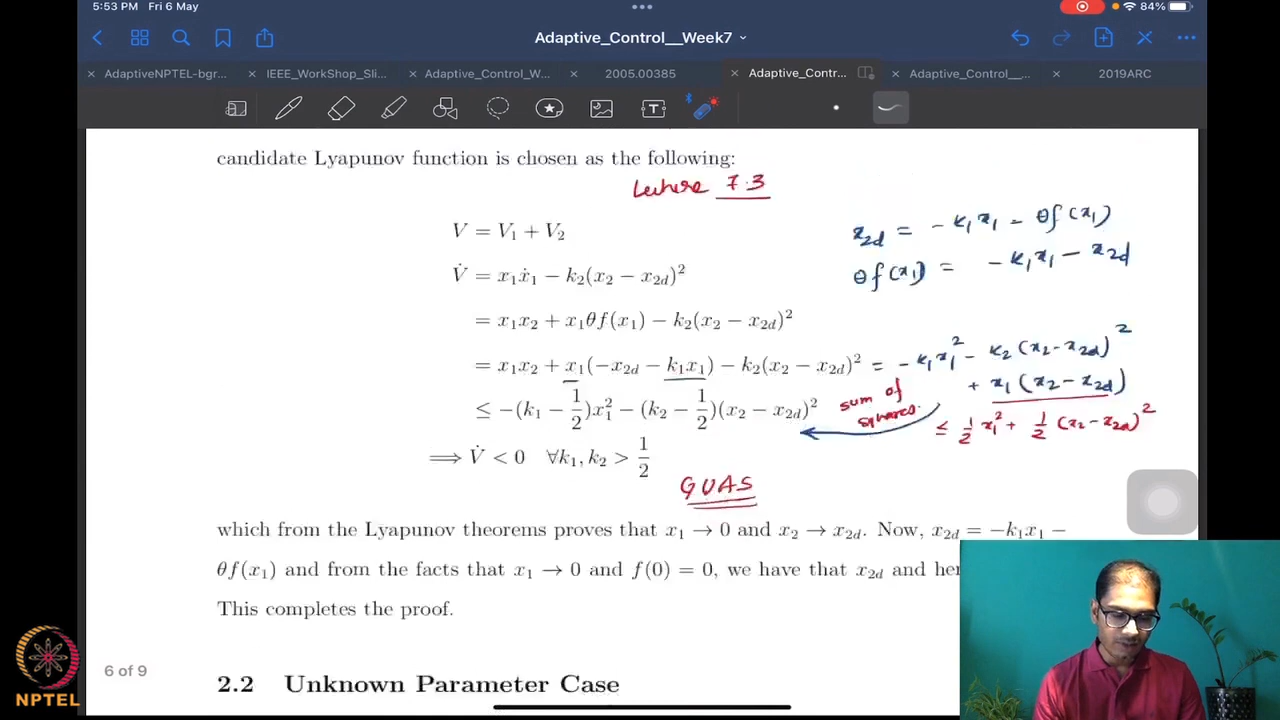 5:53 PM Fri 6 May
84%
Adaptive_Control__Week7
AdaptiveNPTEL-bgr...
IEEE_WorkShop_Sli...
Adaptive_Control_W...
2005.00385
Adaptive_Contr...
Adaptive_Control__...
2019ARC
candidate Lyapunov function is chosen as the following:
Lecture 7.3
V = V₁ + V₂
V̇ = x₁ẋ₁ − k₂(x₂ − x₂d)²
= x₁x₂ + x₁θf(x₁) − k₂(x₂ − x₂d)²
= x₁x₂ + x₁(−x₂d − k₁x₁) − k₂(x₂ − x₂d)²
≤ −(k₁ − 1/2)x₁² − (k₂ − 1/2)(x₂ − x₂d)²
⟹ V̇ < 0 ∀k₁, k₂ > 1/2
x₂d = −k₁x₁ − θf(x₁)
θf(x₁) = −k₁x₁ − x₂d
= −k₁x₁² − k₂(x₂−x₂d)²
+ x₁(x₂−x₂d)
sum of
squares.
≤ 1/2 x₁² + 1/2 (x₂−x₂d)²
GUAS
which from the Lyapunov theorems proves that x₁ → 0 and x₂ → x₂d. Now, x₂d = −k₁x₁ −
θf(x₁) and from the facts that x₁ → 0 and f(0) = 0, we have that x₂d and her
This completes the proof.
6 of 9
2.2 Unknown Parameter Case
NPTEL